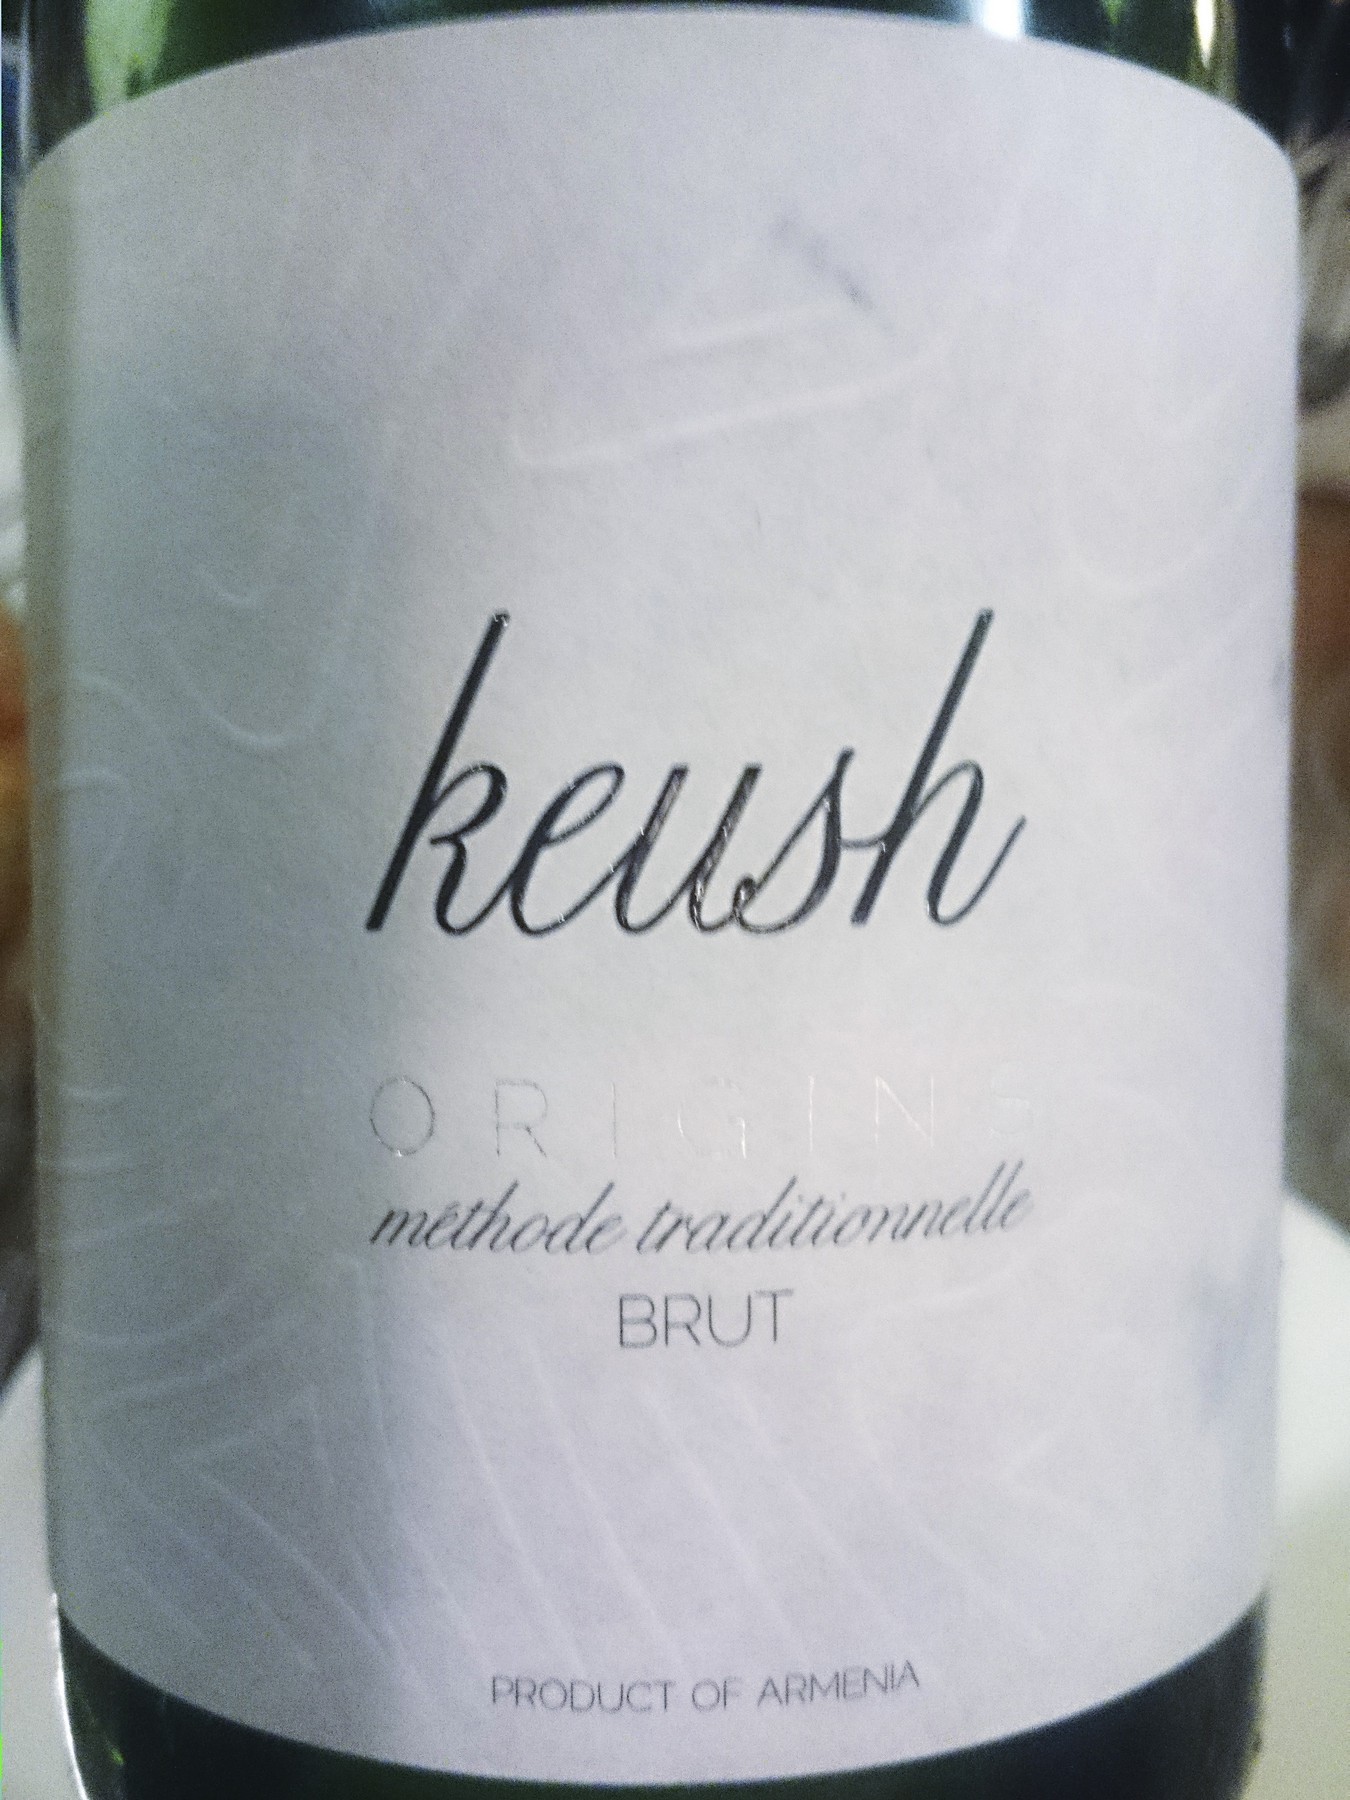 keush
ORIGINS
méthode traditionnelle
BRUT
PRODUCT OF ARMENIA